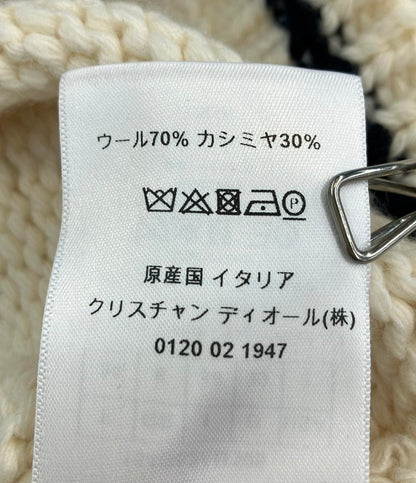 ウール70% カシミヤ30%
P
原産国 イタリア
クリスチャン ディオール(株)
0120 02 1947